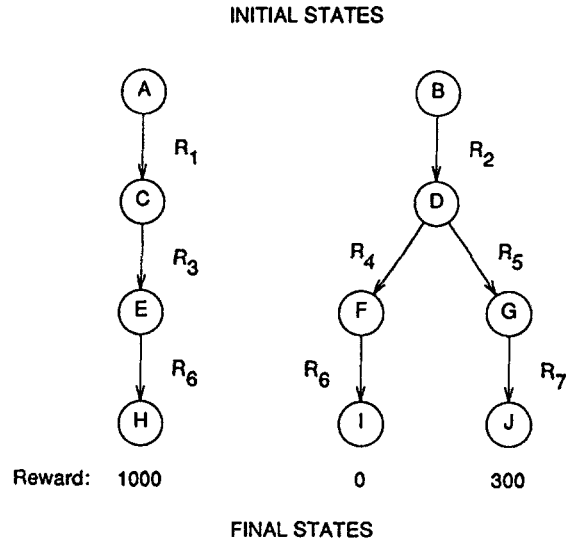 INITIAL STATES
A B
R1 R2
C D
R3 R4 R5
E F G
R6 R6 R7
H I J
Reward: 1000 0 300
FINAL STATES